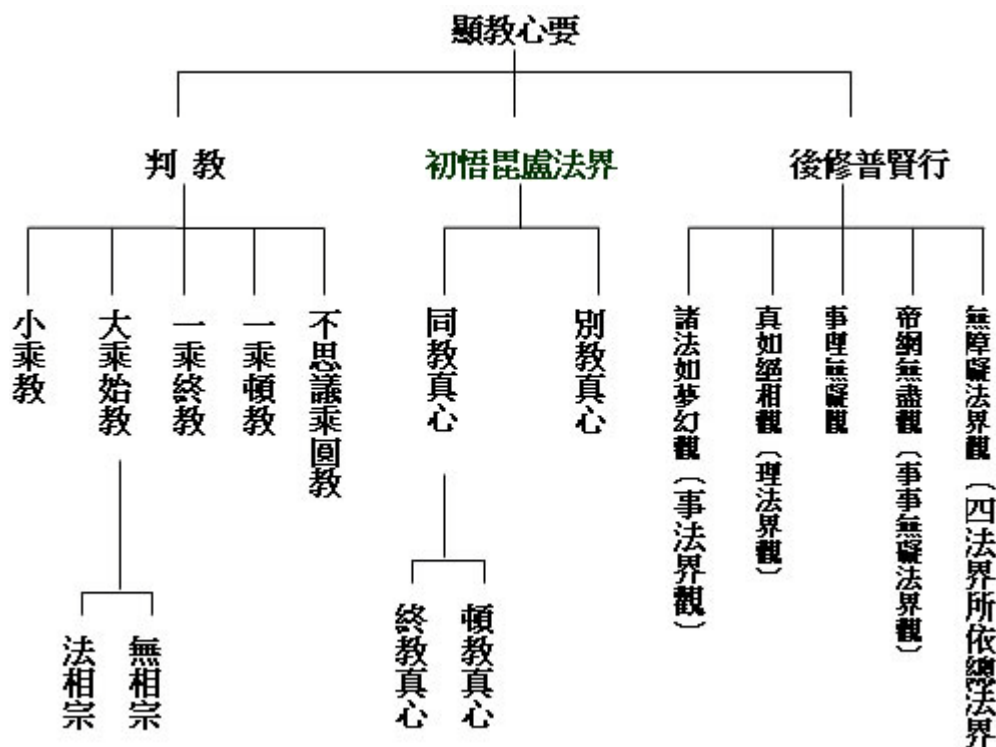 顯教心要
判教
初悟毘盧法界
後修普賢行
小乘教
大乘始教
一乘終教
一乘頓教
不思議乘圓教
同教真心
別教真心
諸法如夢幻觀（事法界觀）
真如絕相觀（理法界觀）
事理無礙觀
帝網無盡觀（事事無礙法界觀）
無障礙法界觀（四法界所依總法界
法相宗
無相宗
終教真心
頓教真心